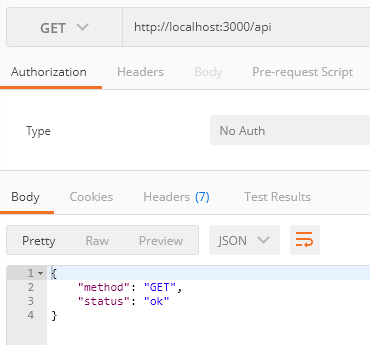 GET http://localhost:3000/api
Authorization Headers Body Pre-request Script
Type No Auth
Body Cookies Headers (7) Test Results
Pretty Raw Preview JSON
1 {
2 "method": "GET",
3 "status": "ok"
4 }